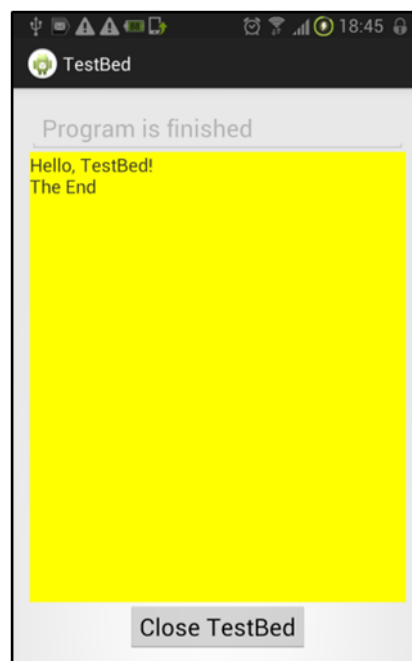 18:45
TestBed
Program is finished
Hello, TestBed!
The End
Close TestBed